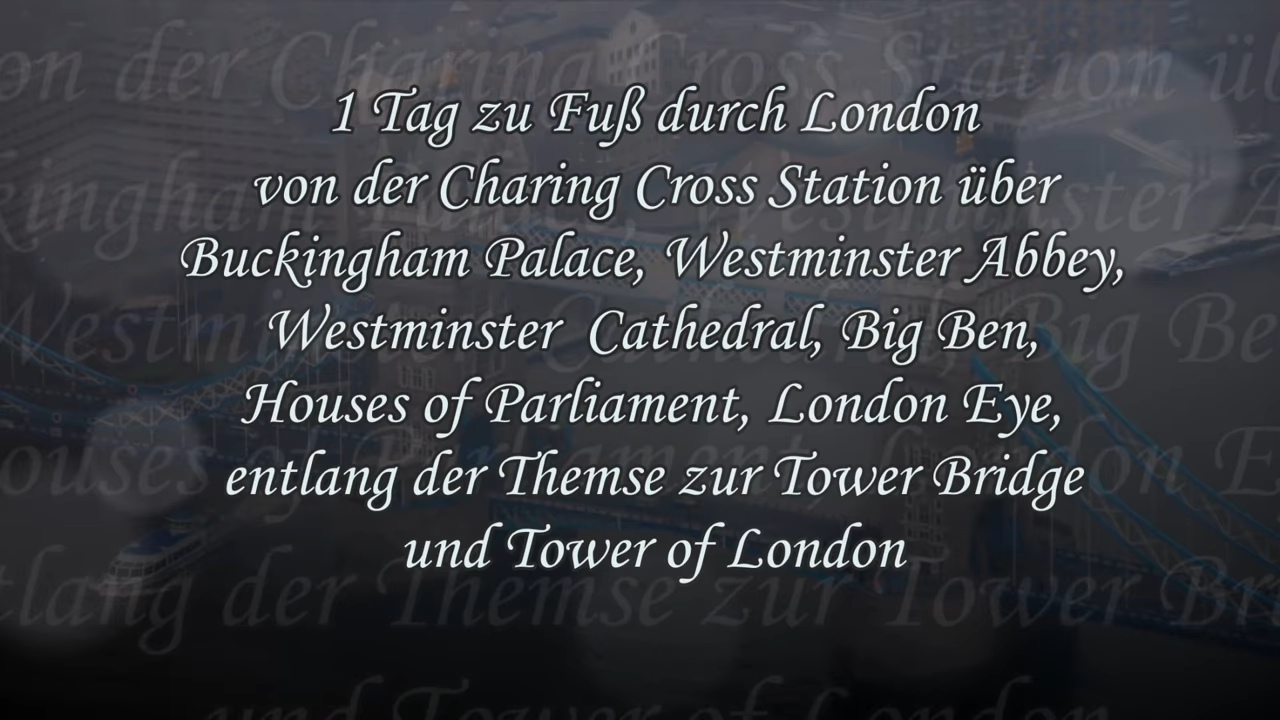 1 Tag zu Fuß durch London
von der Charing Cross Station über
Buckingham Palace, Westminster Abbey,
Westminster  Cathedral, Big Ben,
Houses of Parliament, London Eye,
entlang der Themse zur Tower Bridge
und Tower of London